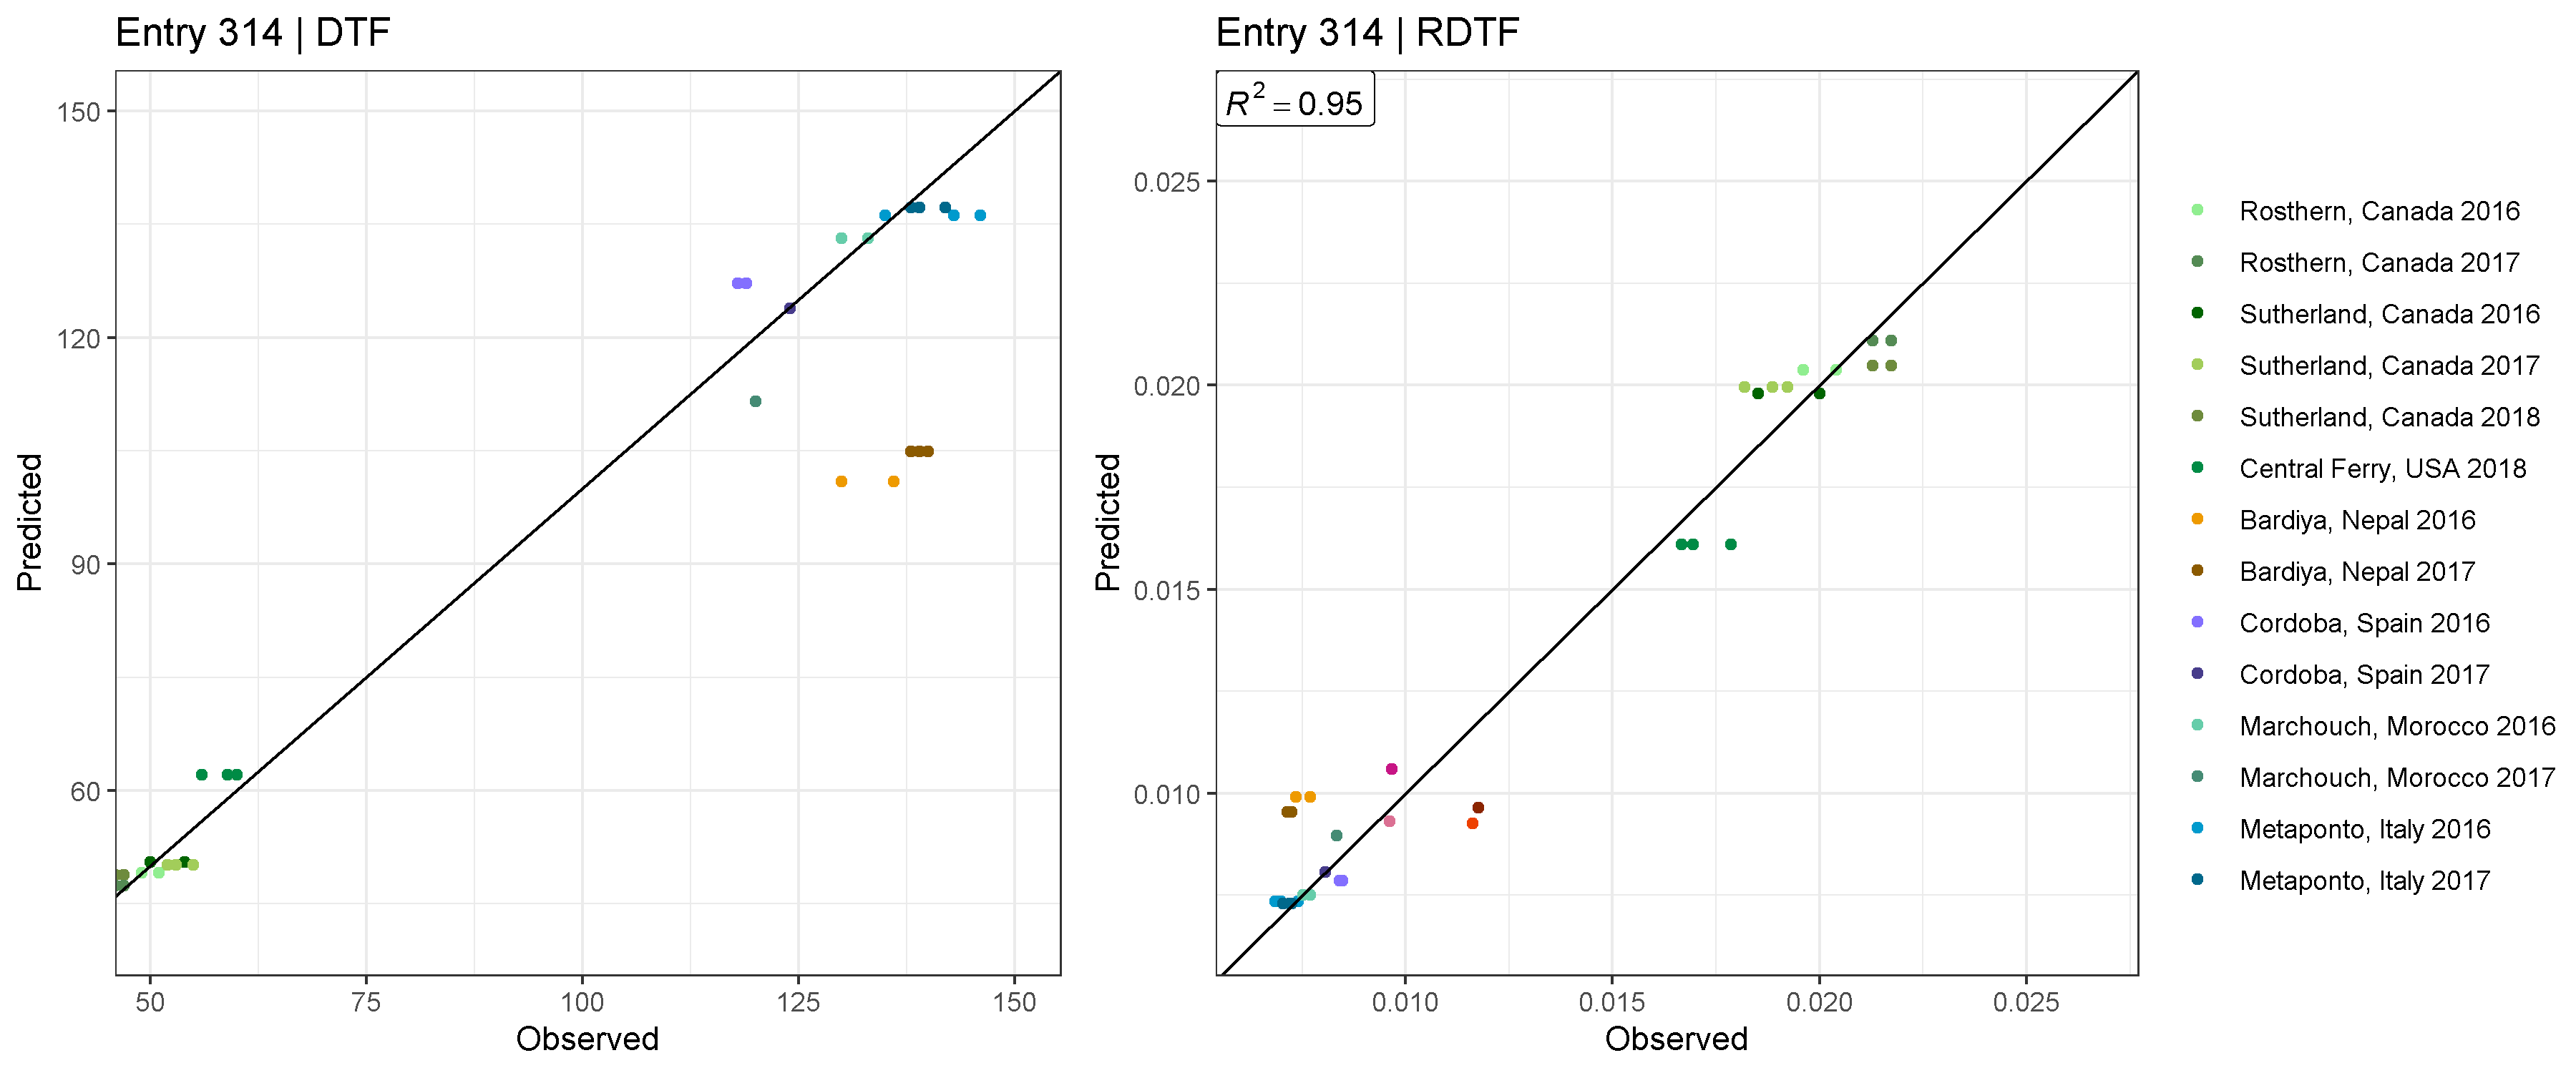 Entry 314 | DTF
150
120
90
60
Predicted
50
75
100
125
150
Observed
Entry 314 | RDTF
R² = 0.95
0.025
0.020
0.015
0.010
Predicted
0.010
0.015
0.020
0.025
Observed
Rosthern, Canada 2016
Rosthern, Canada 2017
Sutherland, Canada 2016
Sutherland, Canada 2017
Sutherland, Canada 2018
Central Ferry, USA 2018
Bardiya, Nepal 2016
Bardiya, Nepal 2017
Cordoba, Spain 2016
Cordoba, Spain 2017
Marchouch, Morocco 2016
Marchouch, Morocco 2017
Metaponto, Italy 2016
Metaponto, Italy 2017